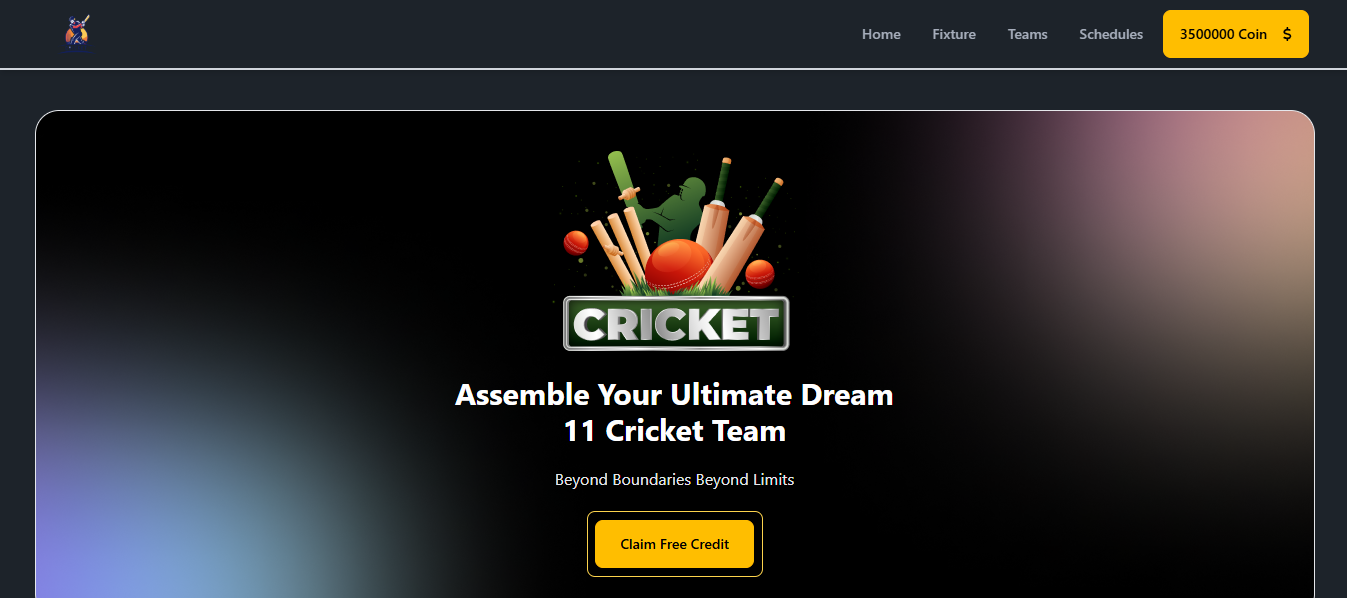 Home Fixture Teams Schedules 3500000 Coin $
CRICKET
Assemble Your Ultimate Dream
11 Cricket Team
Beyond Boundaries Beyond Limits
Claim Free Credit